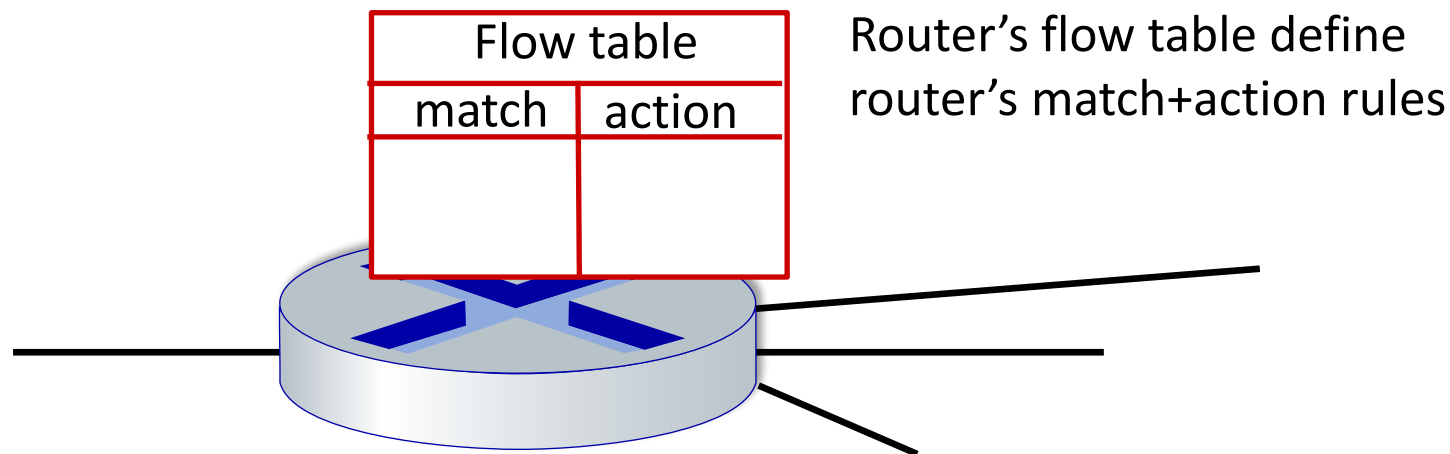 Flow table
match action
Router’s flow table define
router’s match+action rules